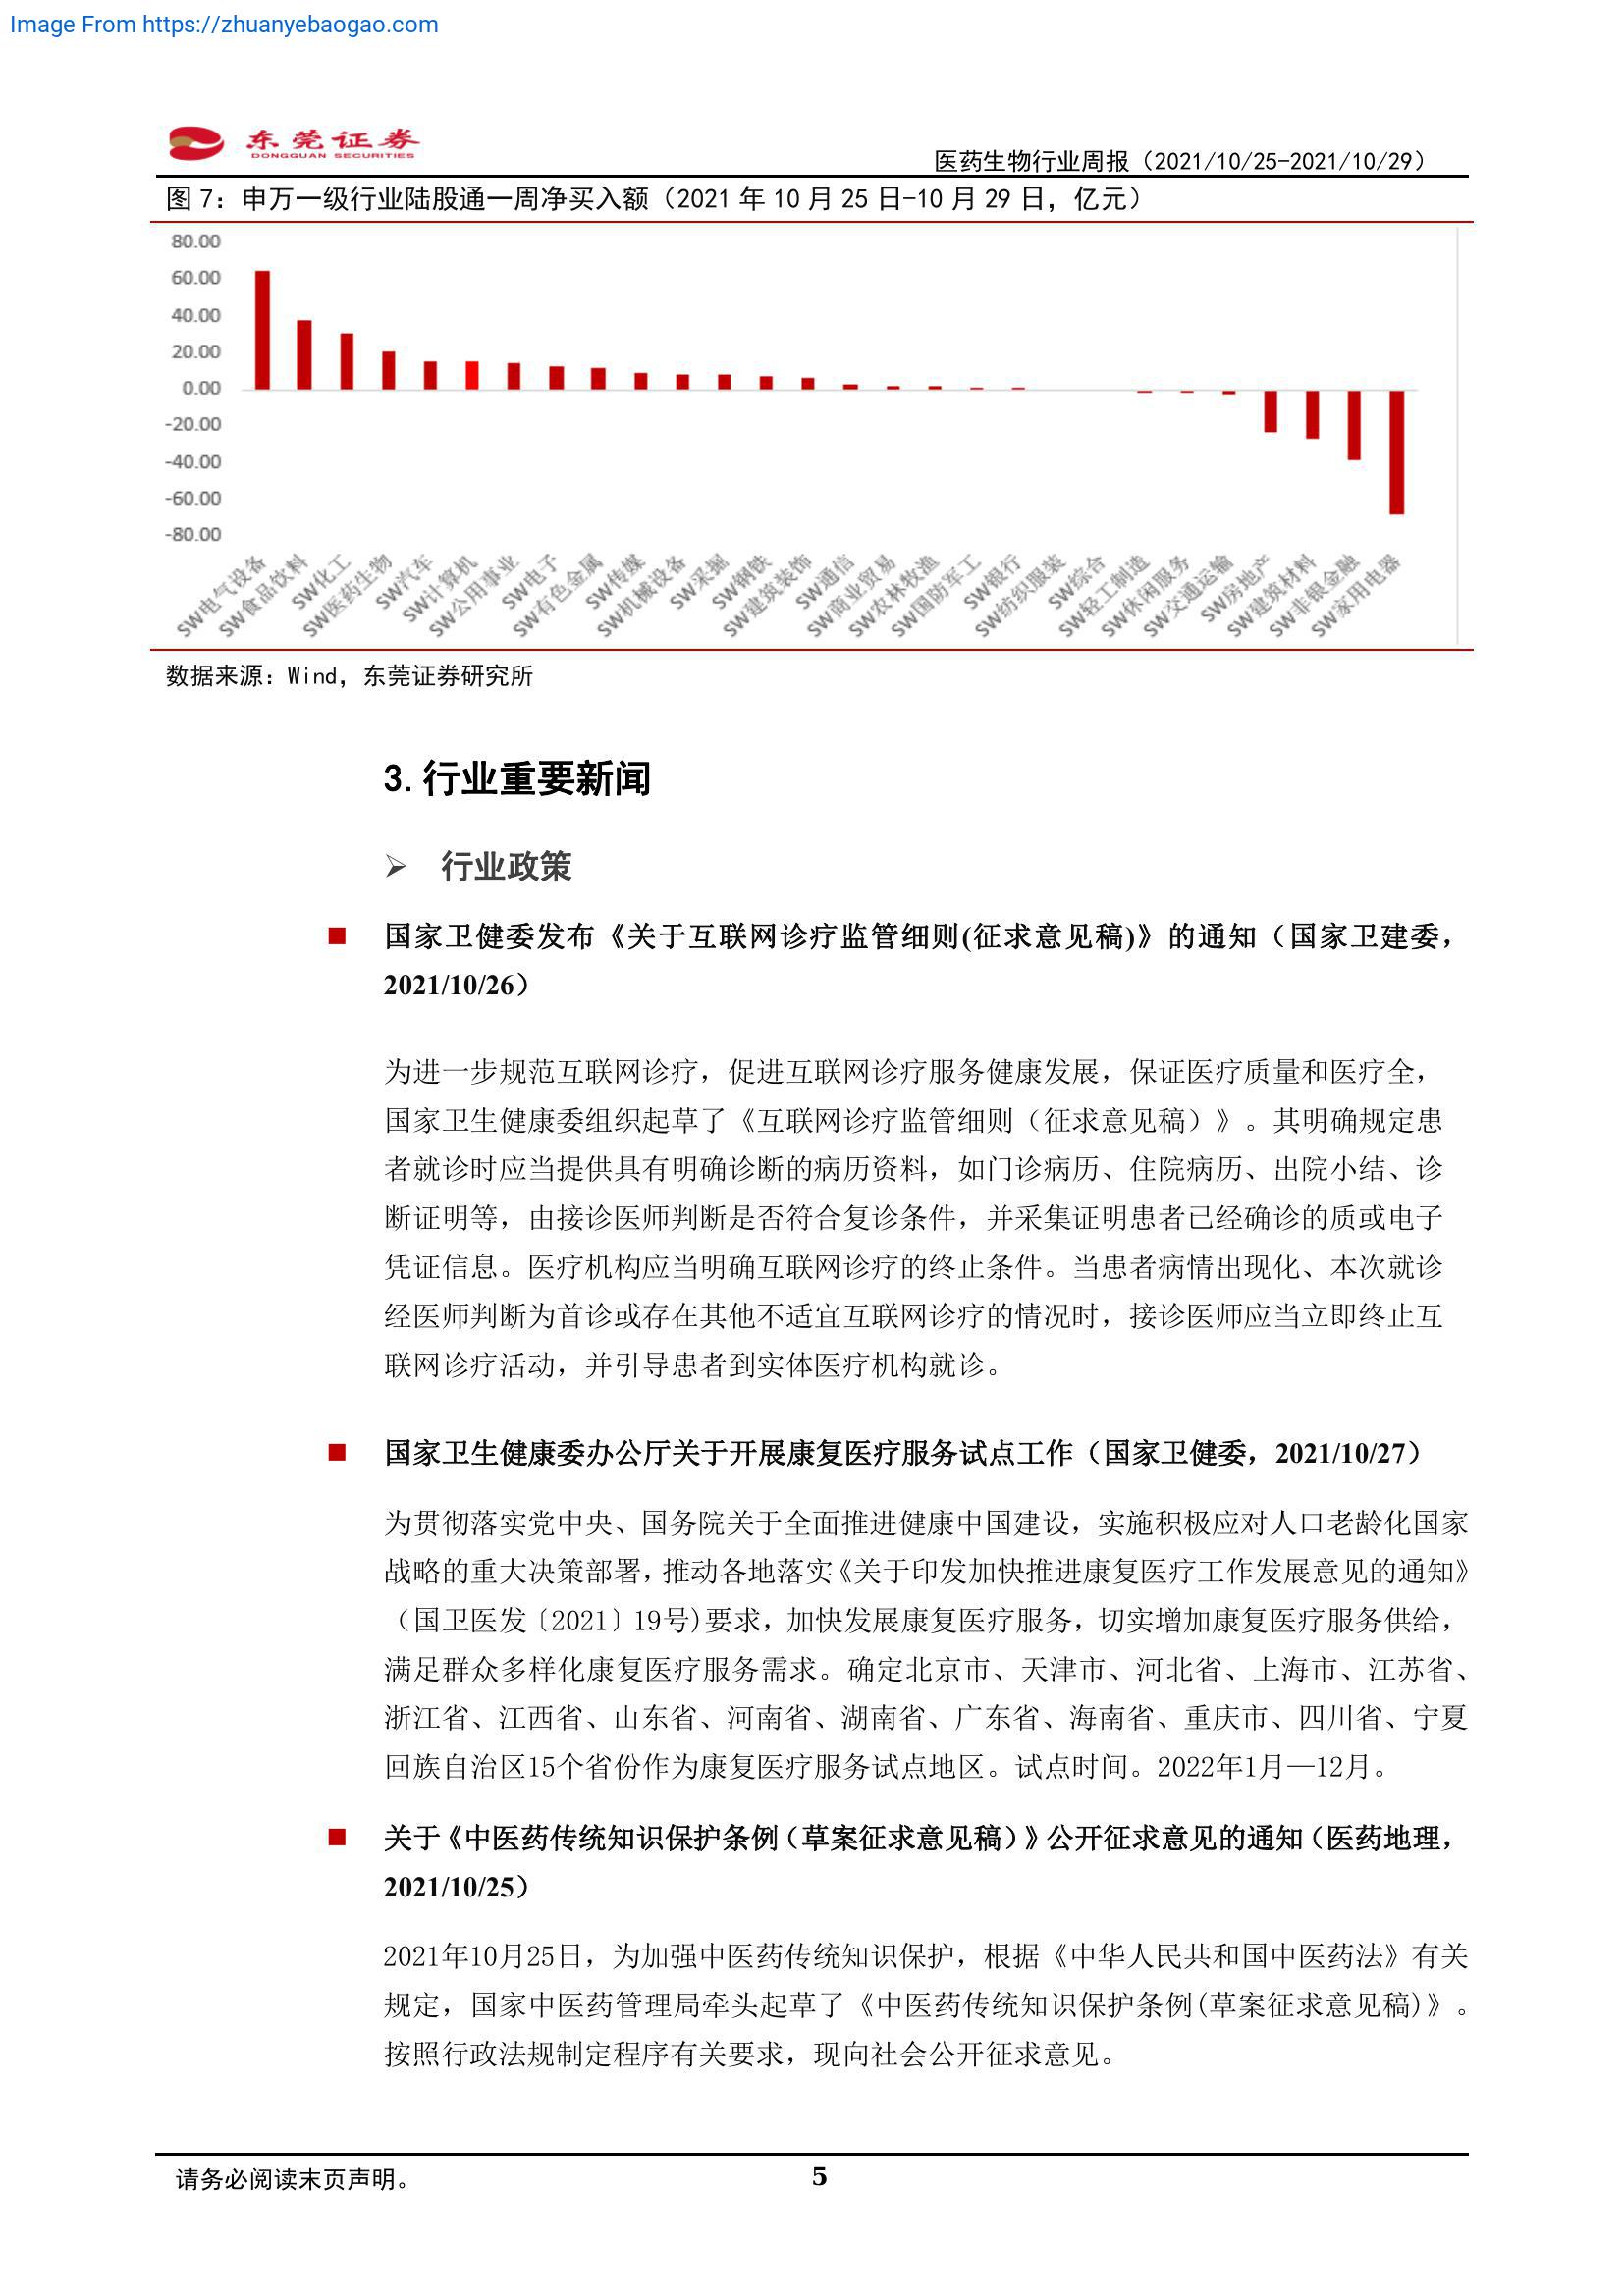 Image From https://zhuanyebaogao.com
东莞证券
DONGGUAN SECURITIES
医药生物行业周报（2021/10/25-2021/10/29）
图 7：申万一级行业陆股通一周净买入额（2021 年 10 月 25 日-10 月 29 日，亿元）
80.00
60.00
40.00
20.00
0.00
-20.00
-40.00
-60.00
-80.00
SW电气设备
SW食品饮料
SW化工
SW医药生物
SW汽车
SW计算机
SW公用事业
SW电子
SW有色金属
SW传媒
SW机械设备
SW采掘
SW钢铁
SW建筑装饰
SW通信
SW商业贸易
SW农林牧渔
SW国防军工
SW银行
SW纺织服装
SW综合
SW轻工制造
SW休闲服务
SW交通运输
SW房地产
SW建筑材料
SW非银金融
SW家用电器
数据来源：Wind，东莞证券研究所
3.行业重要新闻
➢ 行业政策
■ 国家卫健委发布《关于互联网诊疗监管细则(征求意见稿)》的通知（国家卫建委，
2021/10/26）
为进一步规范互联网诊疗，促进互联网诊疗服务健康发展，保证医疗质量和医疗全，
国家卫生健康委组织起草了《互联网诊疗监管细则（征求意见稿）》。其明确规定患
者就诊时应当提供具有明确诊断的病历资料，如门诊病历、住院病历、出院小结、诊
断证明等，由接诊医师判断是否符合复诊条件，并采集证明患者已经确诊的质或电子
凭证信息。医疗机构应当明确互联网诊疗的终止条件。当患者病情出现化、本次就诊
经医师判断为首诊或存在其他不适宜互联网诊疗的情况时，接诊医师应当立即终止互
联网诊疗活动，并引导患者到实体医疗机构就诊。
■ 国家卫生健康委办公厅关于开展康复医疗服务试点工作（国家卫健委，2021/10/27）
为贯彻落实党中央、国务院关于全面推进健康中国建设，实施积极应对人口老龄化国家
战略的重大决策部署，推动各地落实《关于印发加快推进康复医疗工作发展意见的通知》
（国卫医发〔2021〕19号)要求，加快发展康复医疗服务，切实增加康复医疗服务供给，
满足群众多样化康复医疗服务需求。确定北京市、天津市、河北省、上海市、江苏省、
浙江省、江西省、山东省、河南省、湖南省、广东省、海南省、重庆市、四川省、宁夏
回族自治区15个省份作为康复医疗服务试点地区。试点时间。2022年1月—12月。
■ 关于《中医药传统知识保护条例（草案征求意见稿）》公开征求意见的通知（医药地理，
2021/10/25）
2021年10月25日，为加强中医药传统知识保护，根据《中华人民共和国中医药法》有关
规定，国家中医药管理局牵头起草了《中医药传统知识保护条例(草案征求意见稿)》。
按照行政法规制定程序有关要求，现向社会公开征求意见。
请务必阅读末页声明。
5